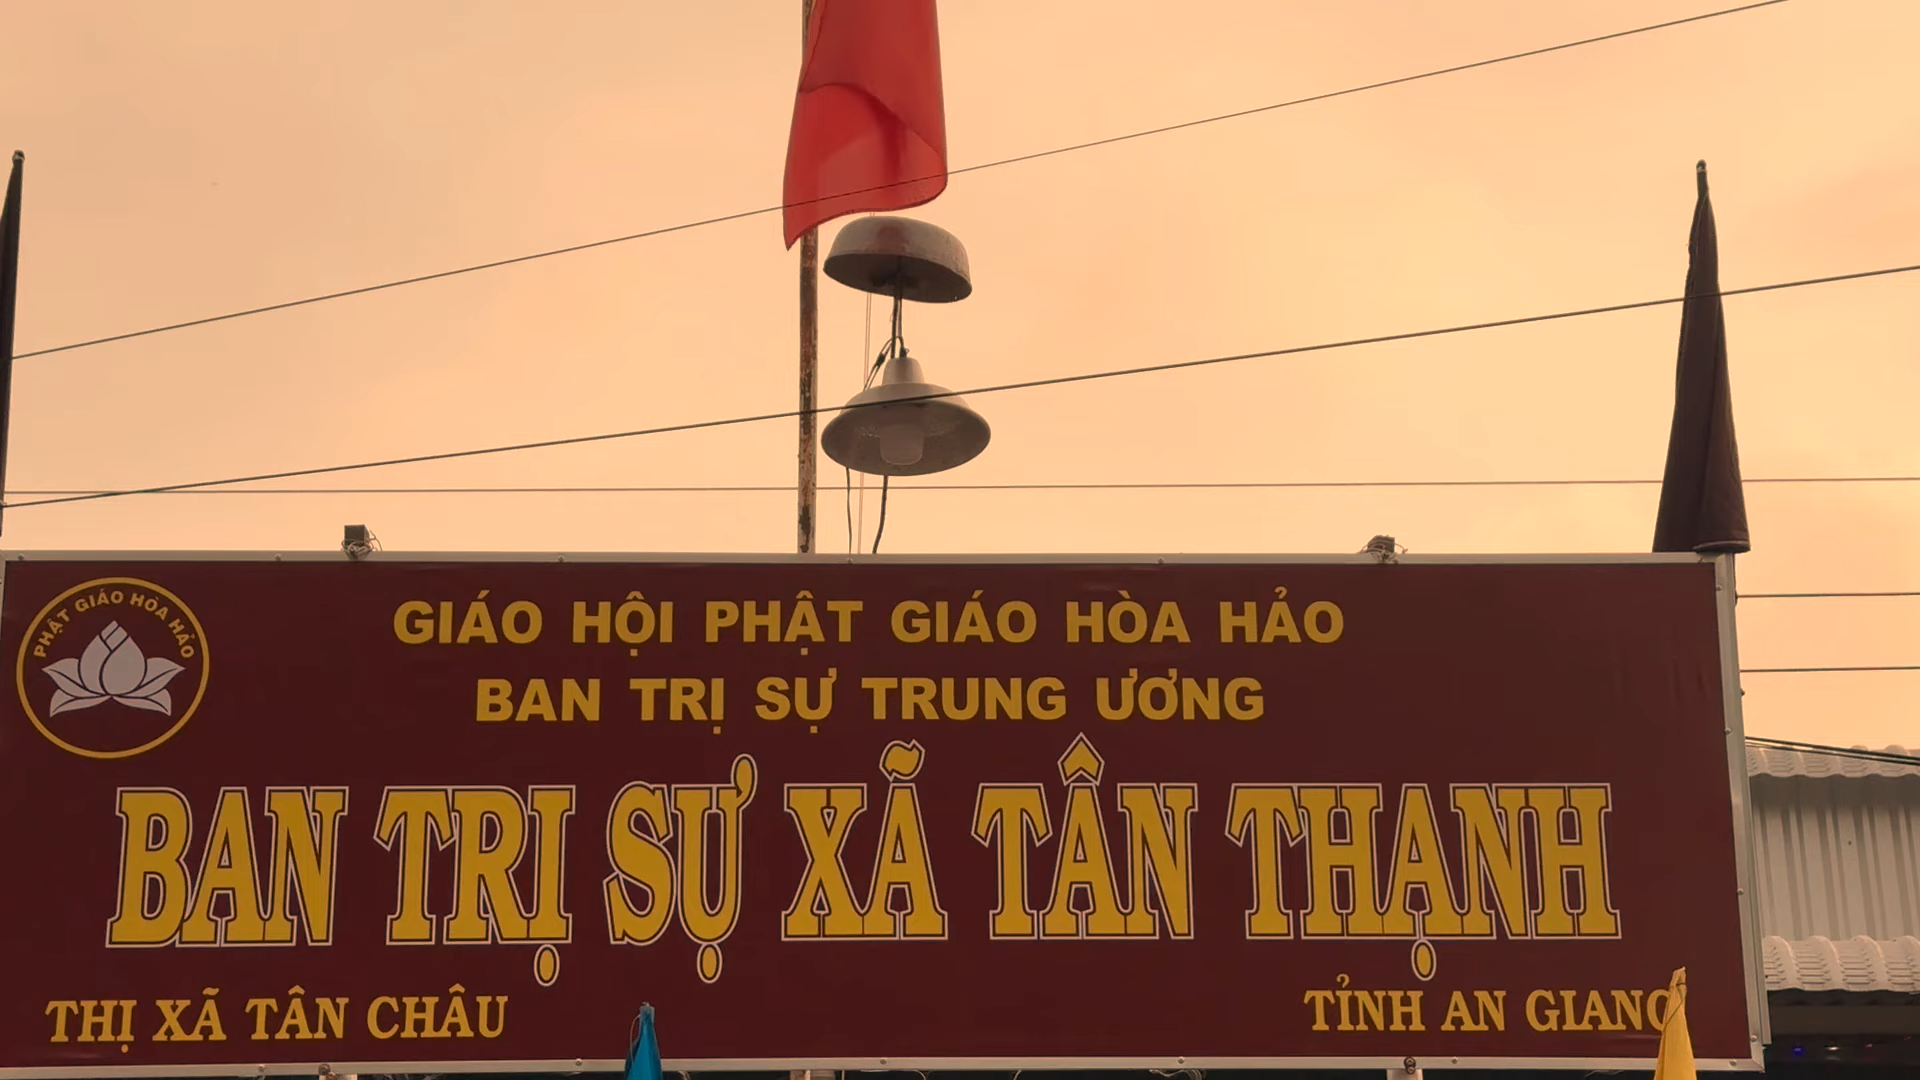 PHẬT GIÁO HÒA HẢO
GIÁO HỘI PHẬT GIÁO HÒA HẢO
BAN TRỊ SỰ TRUNG ƯƠNG
BAN TRỊ SỰ XÃ TÂN THẠNH
THỊ XÃ TÂN CHÂU
TỈNH AN GIANG